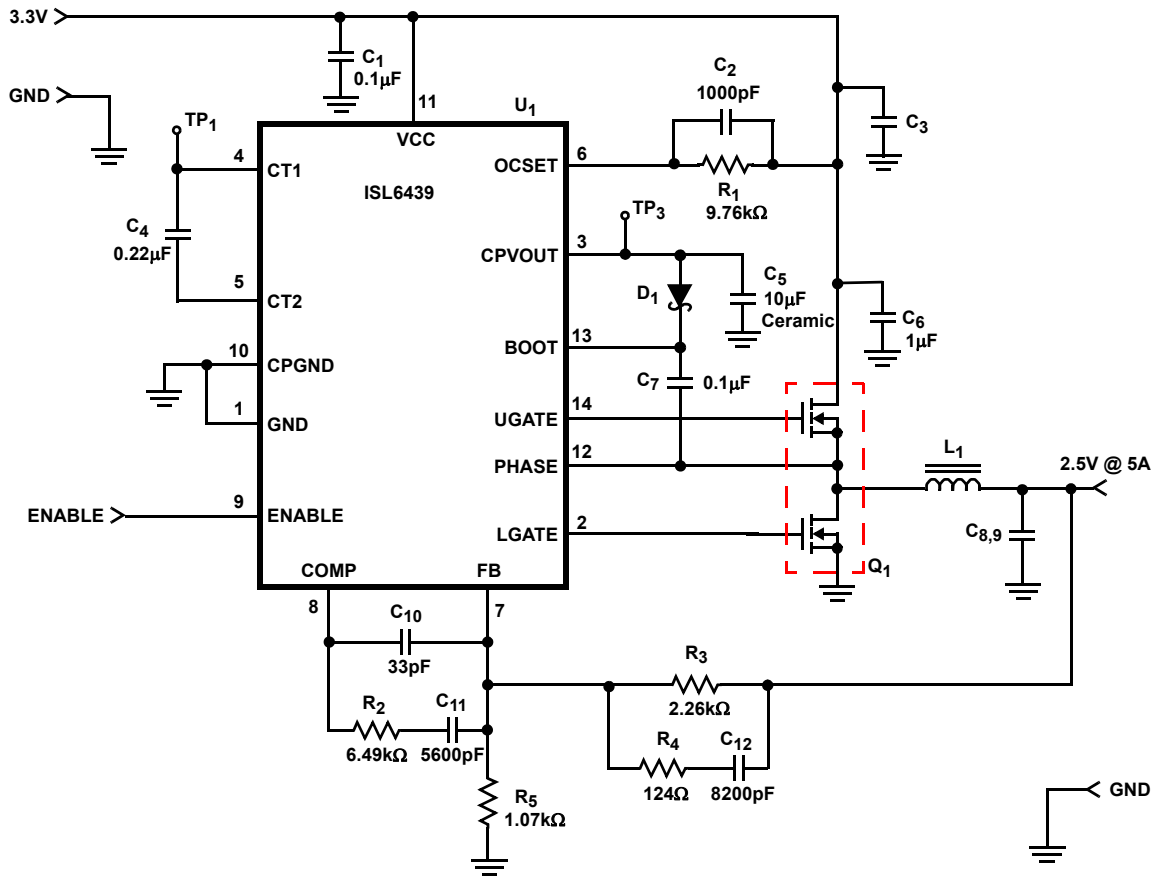 3.3V
C1
0.1µF
GND
TP1
11
U1
VCC
C2
1000pF
C3
4
CT1
OCSET
6
R1
9.76kΩ
ISL6439
C4
0.22µF
TP3
CPVOUT
3
C5
10µF
Ceramic
D1
5
CT2
C6
1µF
BOOT
13
10
CPGND
C7
0.1µF
1
GND
UGATE
14
PHASE
12
L1
2.5V @ 5A
ENABLE
9
ENABLE
LGATE
2
C8,9
Q1
COMP
FB
8
7
C10
33pF
R3
2.26kΩ
R2
6.49kΩ
C11
5600pF
R4
124Ω
C12
8200pF
R5
1.07kΩ
GND